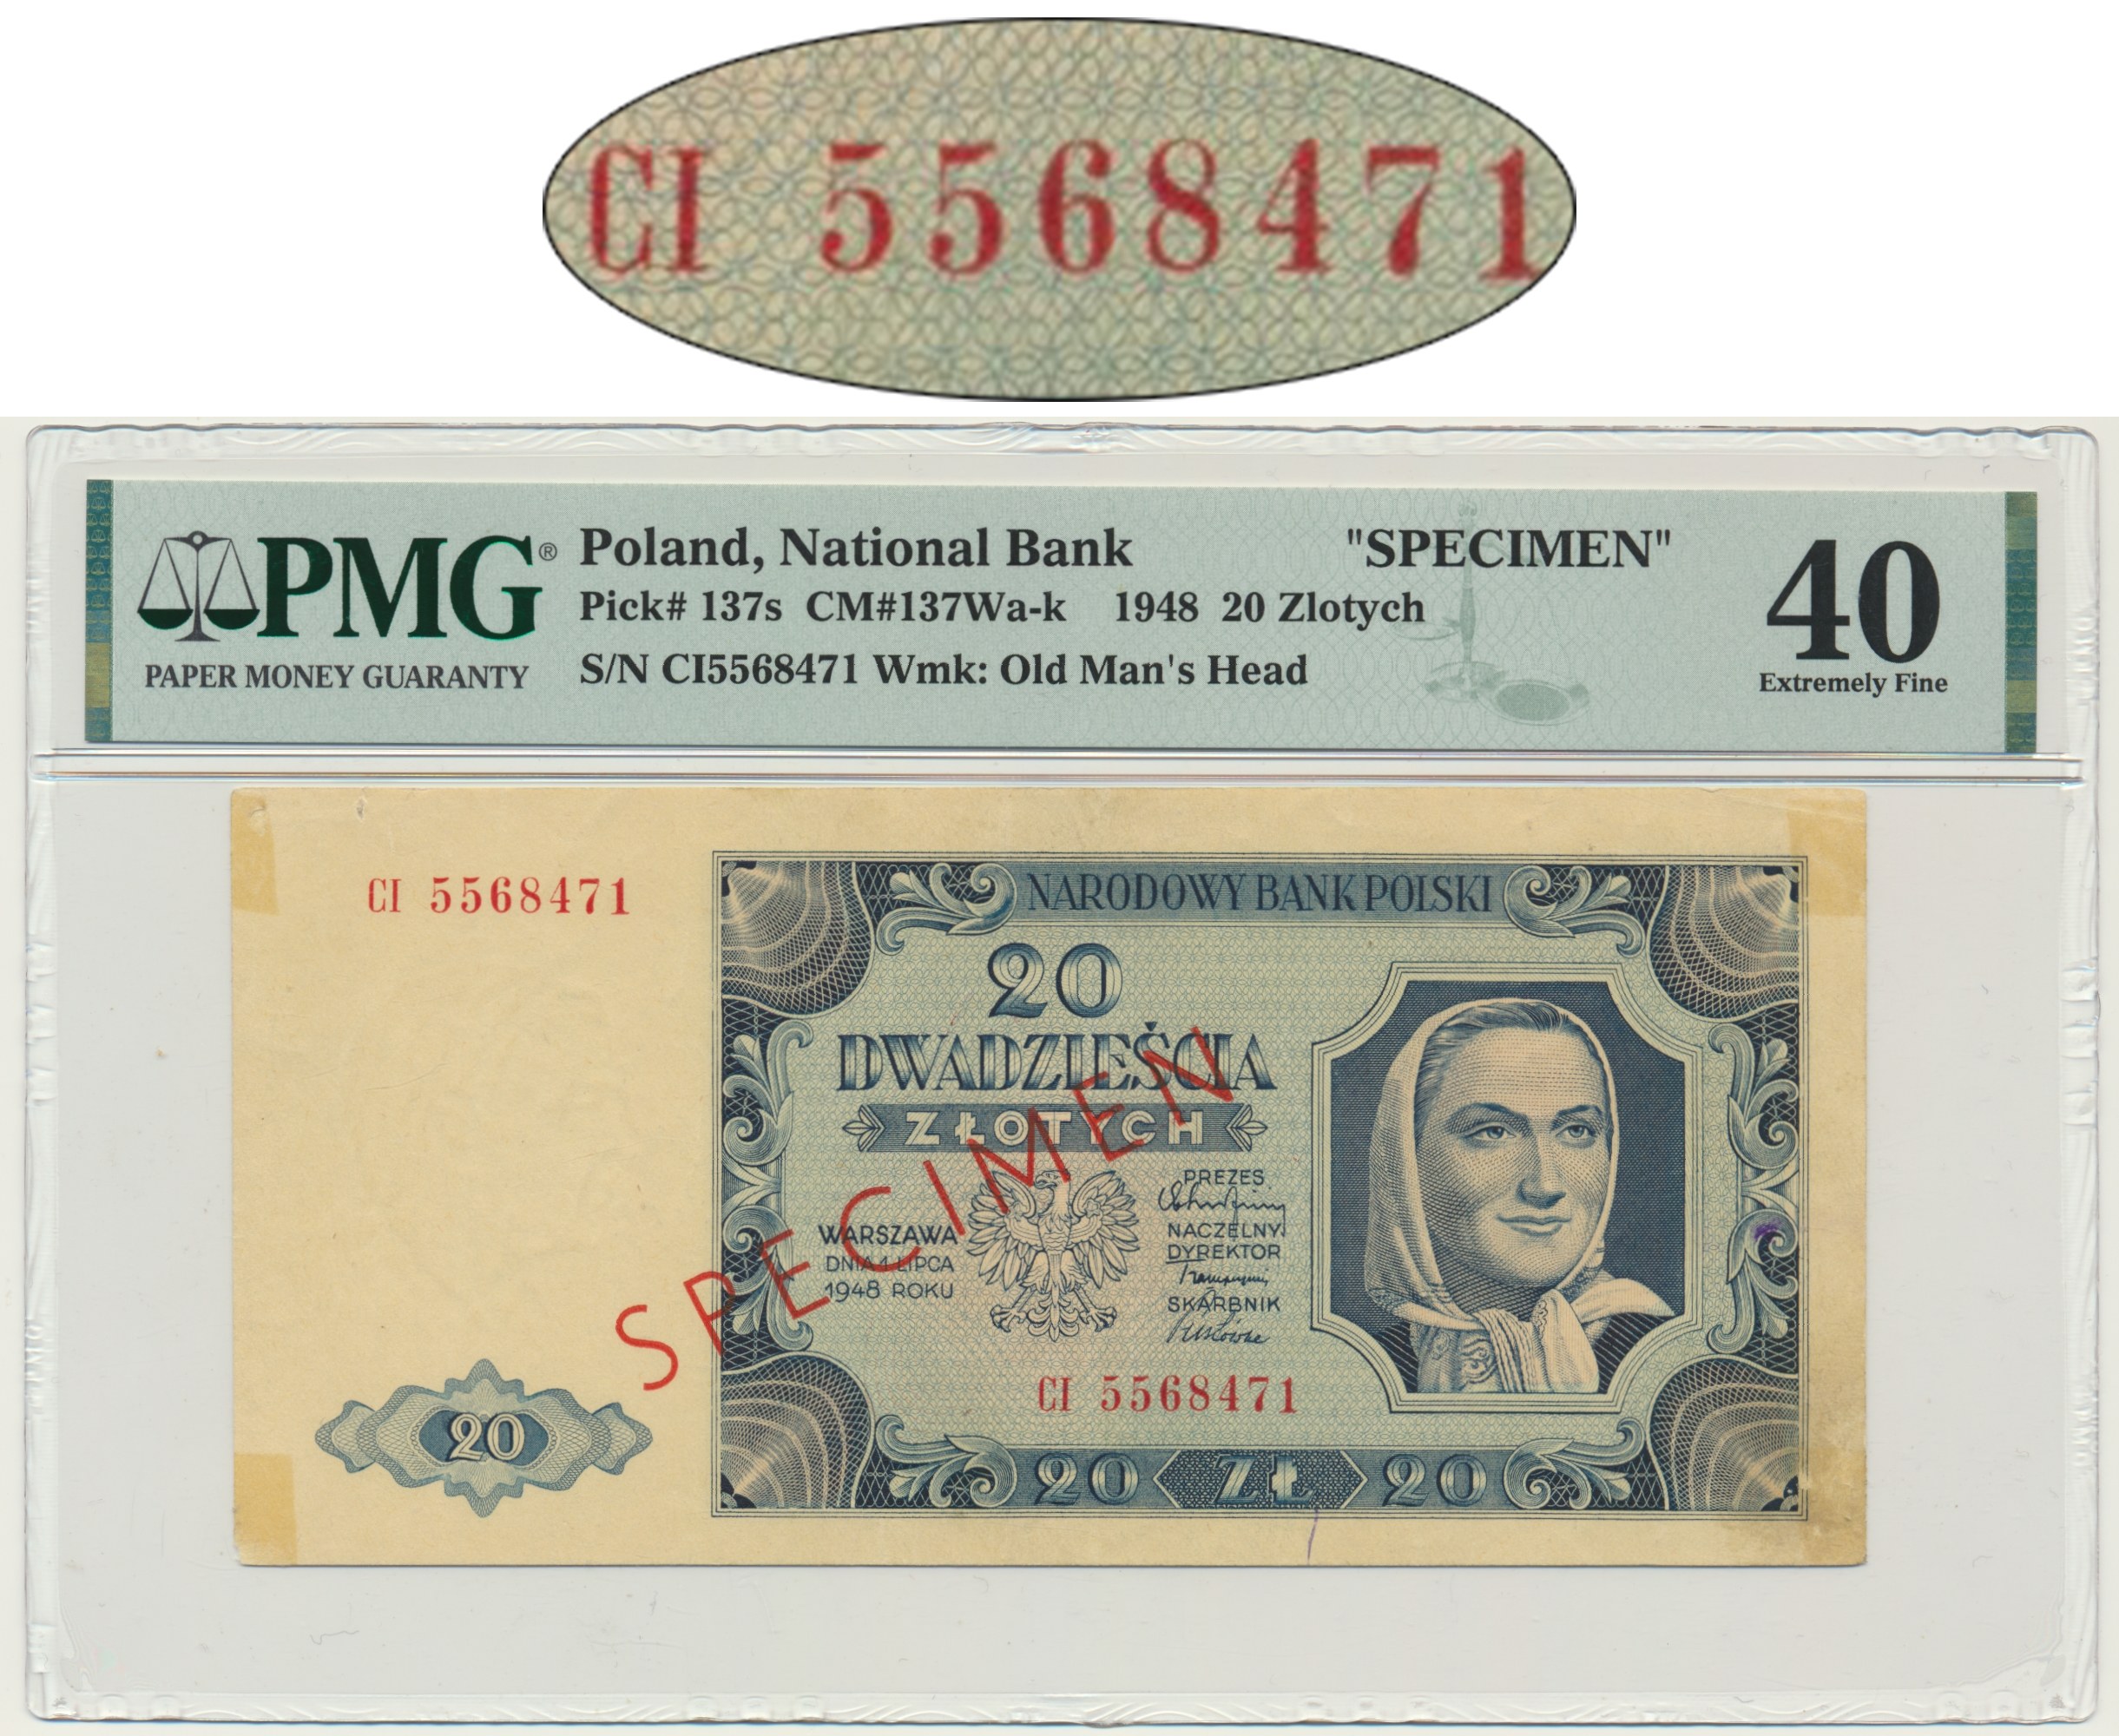 CI 5568471
PMG®
PAPER MONEY GUARANTY
Poland, National Bank "SPECIMEN"
Pick# 137s CM#137Wa-k 1948 20 Zlotych
S/N CI5568471 Wmk: Old Man's Head
40
Extremely Fine
CI 5568471
NARODOWY BANK POLSKI
20
DWADZIEŚCIA
ZŁOTYCH
SPECIMEN
WARSZAWA
DNIA 1 LIPCA
1948 ROKU
PREZES
NACZELNY
DYREKTOR
SKARBNIK
CI 5568471
20
20 ZŁ 20